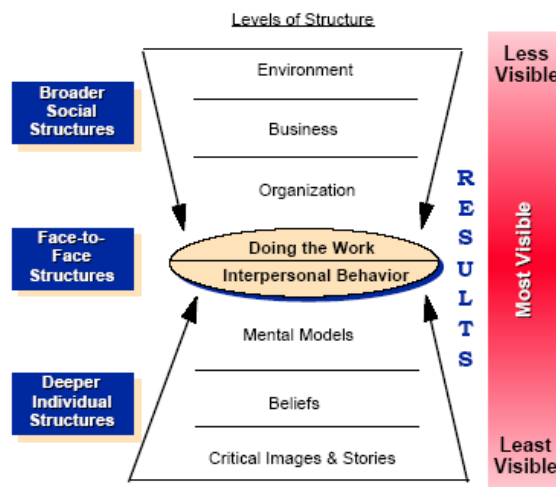 Levels of Structure
Broader
Social
Structures
Environment
Business
Organization
Face-to-
Face
Structures
Doing the Work
Interpersonal Behavior
Deeper
Individual
Structures
Mental Models
Beliefs
Critical Images & Stories
RESULTS
Less
Visible
Most Visible
Least
Visible